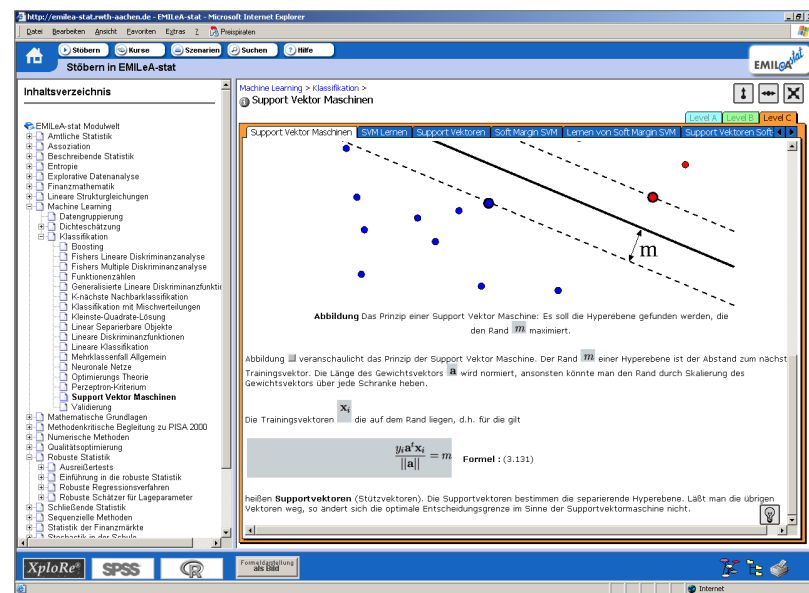 http://emilea-stat.rwth-aachen.de - EMILeA-stat - Microsoft Internet Explorer
Datei Bearbeiten Ansicht Favoriten Extras ? Preispiraten
Stöbern Kurse Szenarien Suchen Hilfe
Stöbern in EMILeA-stat
EMILeA stat
Inhaltsverzeichnis
EMILeA-stat Modulwelt
Amtliche Statistik
Assoziation
Beschreibende Statistik
Entropie
Explorative Datenanalyse
Finanzmathematik
Lineare Strukturgleichungen
Machine Learning
Datengruppierung
Dichteschätzung
Klassifikation
Boosting
Fishers Lineare Diskriminanzanalyse
Fishers Multiple Diskriminanzanalyse
Funktionenzählen
Generalisierte Lineare Diskriminanzfunkti
K-nächste Nachbarklassifikation
Klassifikation mit Mischverteilungen
Kleinste-Quadrate-Lösung
Linear Separierbare Objekte
Lineare Diskriminanzfunktionen
Lineare Klassifikation
Mehrklassenfall Allgemein
Neuronale Netze
Optimierungs Theorie
Perzeptron-Kriterium
Support Vektor Maschinen
Validierung
Mathematische Grundlagen
Methodenkritische Begleitung zu PISA 2000
Numerische Methoden
Qualitätsoptimierung
Robuste Statistik
Ausreißertests
Einführung in die robuste Statistik
Robuste Regressionsverfahren
Robuste Schätzer für Lageparameter
Schließende Statistik
Sequenzielle Methoden
Statistik der Finanzmärkte
Stochastik in der Schule
Machine Learning > Klassifikation >
Support Vektor Maschinen
Level A Level B Level C
Support Vektor Maschinen SVM Lernen Support Vektoren Soft Margin SVM Lernen von Soft Margin SVM Support Vektoren Soft-
m
Abbildung Das Prinzip einer Support Vektor Maschine: Es soll die Hyperebene gefunden werden, die
den Rand m maximiert.
Abbildung veranschaulicht das Prinzip der Support Vektor Maschine. Der Rand m einer Hyperebene ist der Abstand zum nächst
Trainingsvektor. Die Länge des Gewichtsvektors a wird normiert, ansonsten könnte man den Rand durch Skalierung des
Gewichtsvektors über jede Schranke heben.
Die Trainingsvektoren x_i die auf dem Rand liegen, d.h. für die gilt
y_i a^t x_i / ||a|| = m Formel : (3.131)
heißen Supportvektoren (Stützvektoren). Die Supportvektoren bestimmen die separierende Hyperebene. Läßt man die übrigen
Vektoren weg, so ändert sich die optimale Entscheidungsgrenze im Sinne der Supportvektormaschine nicht.
XploRe® SPSS R Formeldarstellung
als Bild
Internet